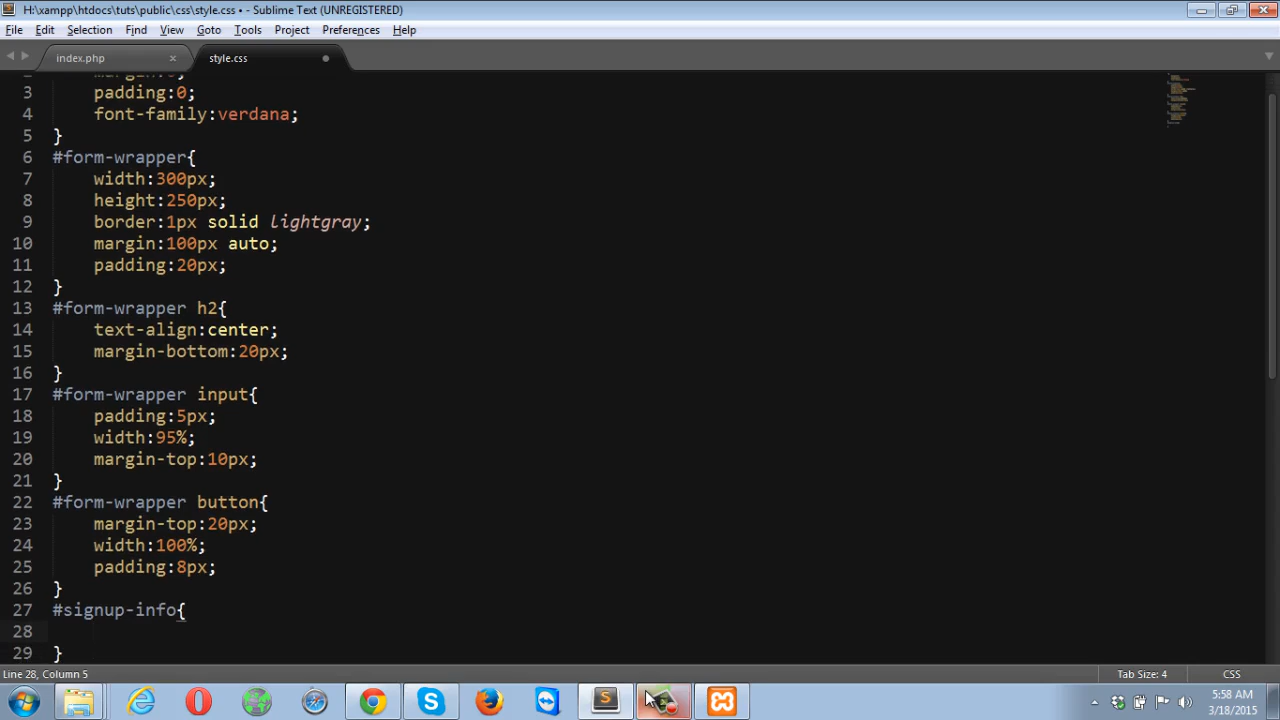 H:\xampp\htdocs\tuts\public\css\style.css • - Sublime Text (UNREGISTERED)
File Edit Selection Find View Goto Tools Project Preferences Help
index.php × style.css
3 padding:0;
4 font-family:verdana;
5 }
6 #form-wrapper{
7 width:300px;
8 height:250px;
9 border:1px solid lightgray;
10 margin:100px auto;
11 padding:20px;
12 }
13 #form-wrapper h2{
14 text-align:center;
15 margin-bottom:20px;
16 }
17 #form-wrapper input{
18 padding:5px;
19 width:95%;
20 margin-top:10px;
21 }
22 #form-wrapper button{
23 margin-top:20px;
24 width:100%;
25 padding:8px;
26 }
27 #signup-info{
28
29 }
Line 28, Column 5 Tab Size: 4 CSS
5:58 AM
3/18/2015